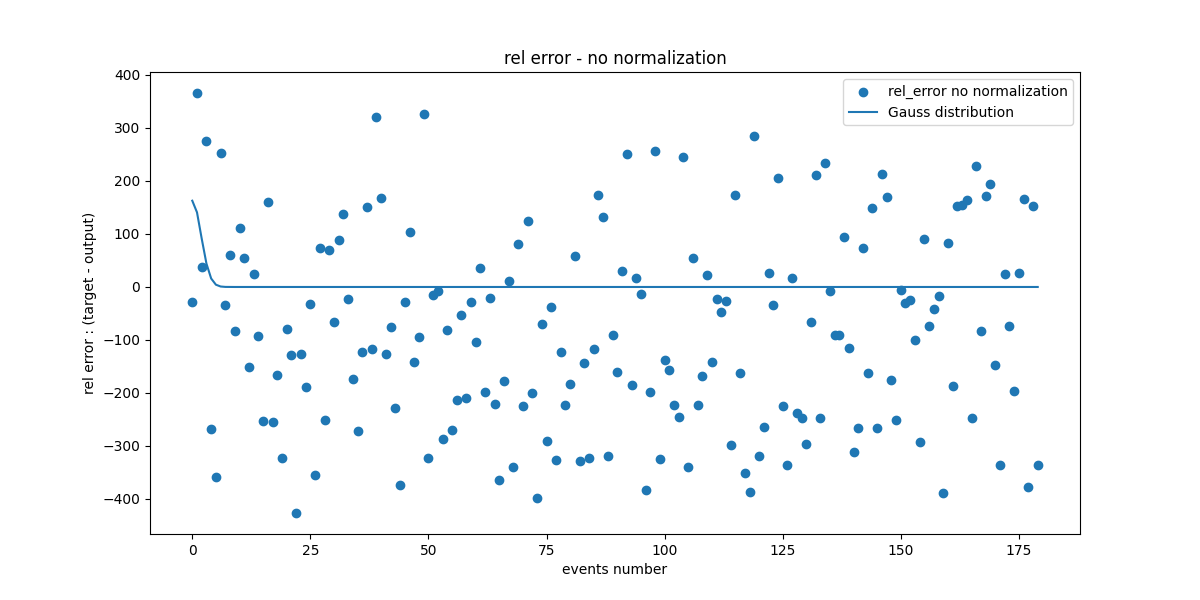 rel error - no normalization
rel_error no normalization
Gauss distribution
rel error : (target - output)
400
300
200
100
0
−100
−200
−300
−400
0 25 50 75 100 125 150 175
events number